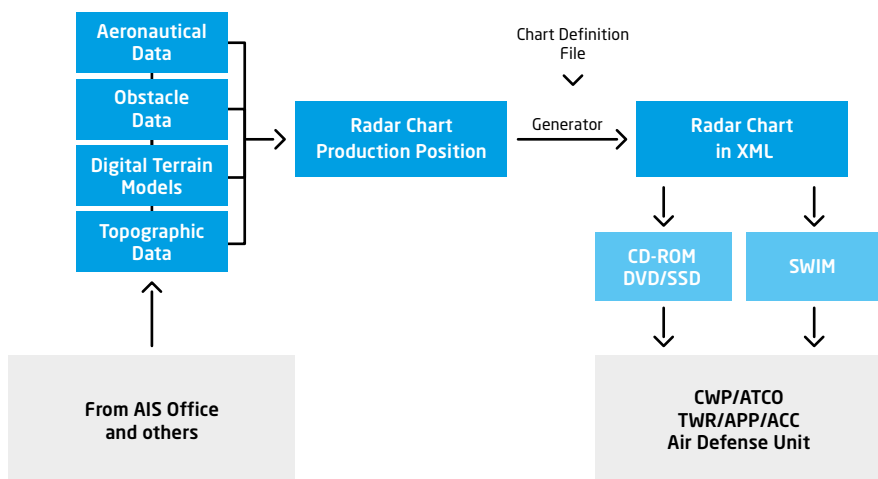 Aeronautical
Data
Obstacle
Data
Digital Terrain
Models
Topographic
Data
From AIS Office
and others
Radar Chart
Production Position
Chart Definition
File
Generator
Radar Chart
in XML
CD-ROM
DVD/SSD
SWIM
CWP/ATCO
TWR/APP/ACC
Air Defense Unit